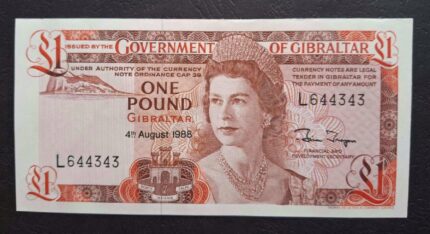 £1
ISSUED BY THE GOVERNMENT OF GIBRALTAR
£1
UNDER AUTHORITY OF THE CURRENCY
NOTE ORDINANCE CAP 39
CURRENCY NOTES ARE LEGAL
TENDER IN GIBRALTAR FOR
THE PAYMENT OF ANY AMOUNT
ONE
POUND
GIBRALTAR
4th August 1988
L644343
L644343
FINANCIAL AND
DEVELOPMENT SECRETARY
£1
£1